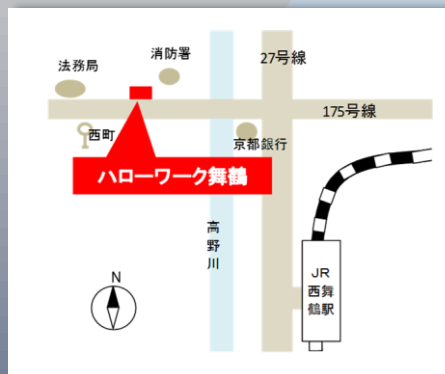 消防署
27号線
法務局
175号線
西町
京都銀行
ハローワーク舞鶴
高野川
N
JR
西舞
鶴駅